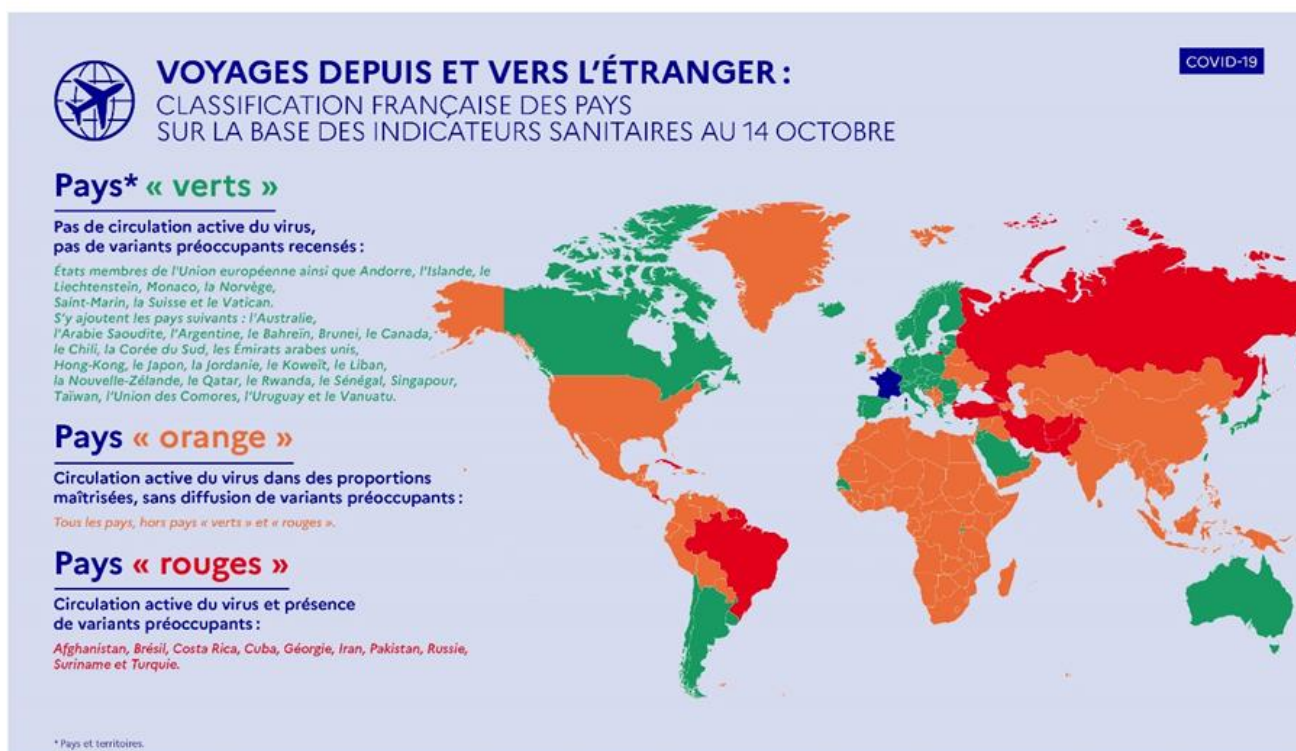 COVID-19
VOYAGES DEPUIS ET VERS L'ÉTRANGER :
CLASSIFICATION FRANÇAISE DES PAYS
SUR LA BASE DES INDICATEURS SANITAIRES AU 14 OCTOBRE
Pays* « verts »
Pas de circulation active du virus,
pas de variants préoccupants recensés :
États membres de l'Union européenne ainsi que Andorre, l'Islande, le
Liechtenstein, Monaco, la Norvège,
Saint-Marin, la Suisse et le Vatican.
S'y ajoutent les pays suivants : l'Australie,
l'Arabie Saoudite, l'Argentine, le Bahreïn, Brunei, le Canada,
le Chili, la Corée du Sud, les Émirats arabes unis,
Hong-Kong, le Japon, la Jordanie, le Koweït, le Liban,
la Nouvelle-Zélande, le Qatar, le Rwanda, le Sénégal, Singapour,
Taïwan, l'Union des Comores, l'Uruguay et le Vanuatu.
Pays « orange »
Circulation active du virus dans des proportions
maîtrisées, sans diffusion de variants préoccupants :
Tous les pays, hors pays « verts » et « rouges ».
Pays « rouges »
Circulation active du virus et présence
de variants préoccupants :
Afghanistan, Brésil, Costa Rica, Cuba, Géorgie, Iran, Pakistan, Russie,
Suriname et Turquie.
* Pays et territoires.